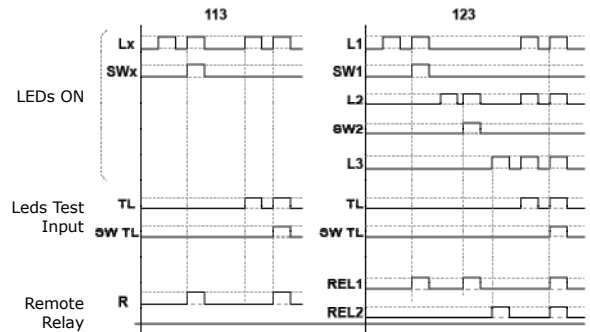 113
123
Lx
L1
SWx
SW1
LEDs ON
L2
SW2
L3
Leds Test
Input
TL
TL
SW TL
SW TL
REL1
Remote
Relay
R
REL2